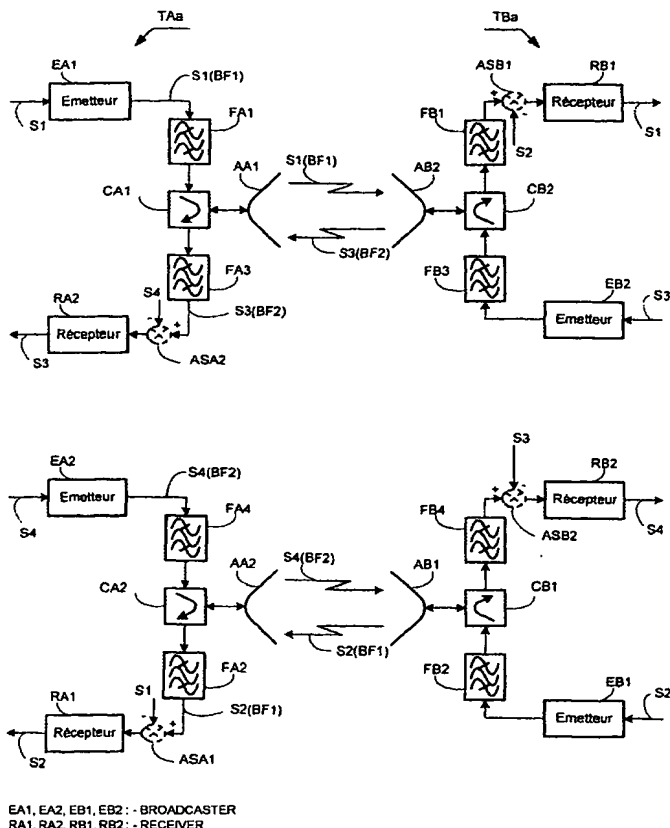 TAa
TBa
EA1
S1(BF1)
ASB1
RB1
Emetteur
Récepteur
S1
FA1
FB1
S2
S1
CA1
AA1
S1(BF1)
AB2
CB2
S3(BF2)
FA3
FB3
EB2
RA2
S4
S3(BF2)
S3
Récepteur
Emetteur
S3
ASA2
EA2
S4(BF2)
S3
RB2
Emetteur
Récepteur
S4
FA4
FB4
ASB2
S4
CA2
AA2
S4(BF2)
AB1
CB1
S2(BF1)
FA2
FB2
EB1
RA1
S1
S2(BF1)
S2
Récepteur
Emetteur
S2
ASA1
EA1, EA2, EB1, EB2 : - BROADCASTER
RA1, RA2, RB1, RB2 : - RECEIVER